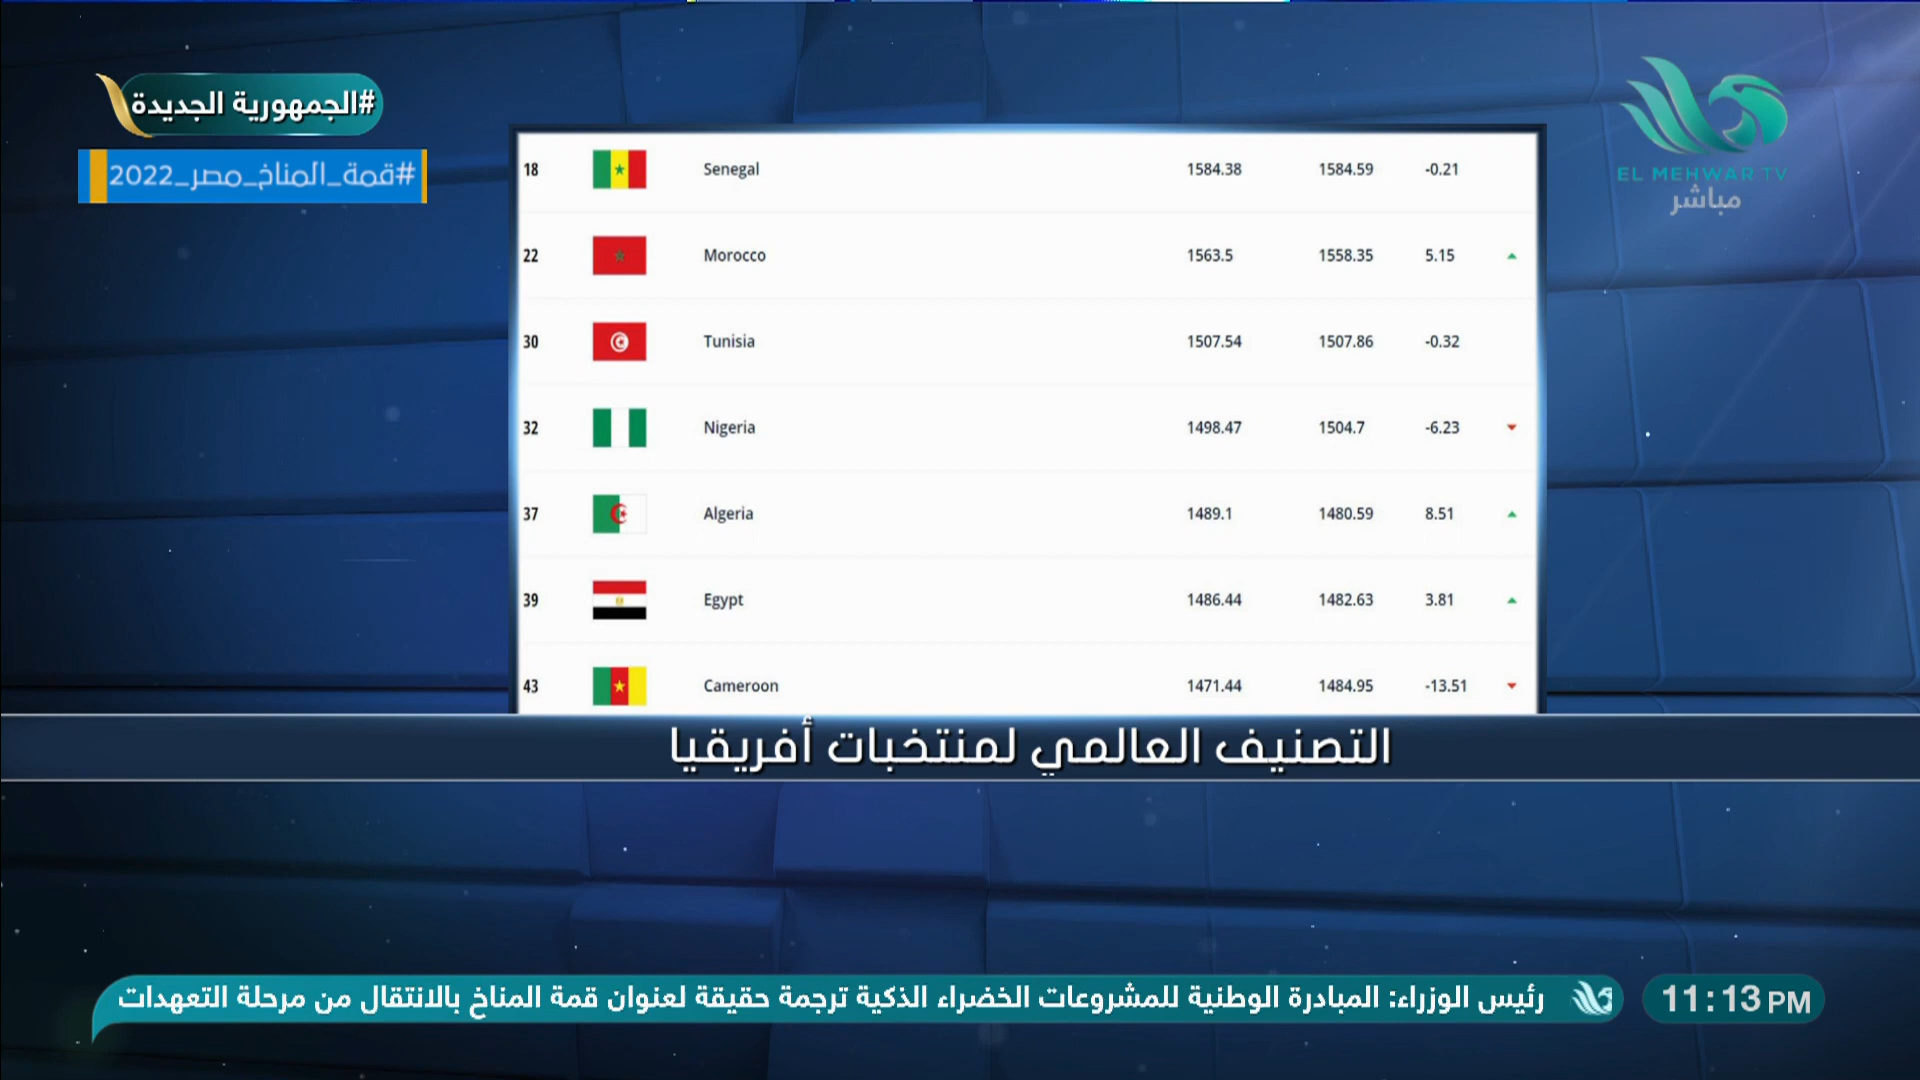 #الجمهورية الجديدة
#قمة_المناخ_مصر_2022
EL MEHWAR TV
مباشر
18 Senegal 1584.38 1584.59 -0.21
22 Morocco 1563.5 1558.35 5.15
30 Tunisia 1507.54 1507.86 -0.32
32 Nigeria 1498.47 1504.7 -6.23
37 Algeria 1489.1 1480.59 8.51
39 Egypt 1486.44 1482.63 3.81
43 Cameroon 1471.44 1484.95 -13.51
التصنيف العالمي لمنتخبات أفريقيا
رئيس الوزراء: المبادرة الوطنية للمشروعات الخضراء الذكية ترجمة حقيقة لعنوان قمة المناخ بالانتقال من مرحلة التعهدات
11:13 PM